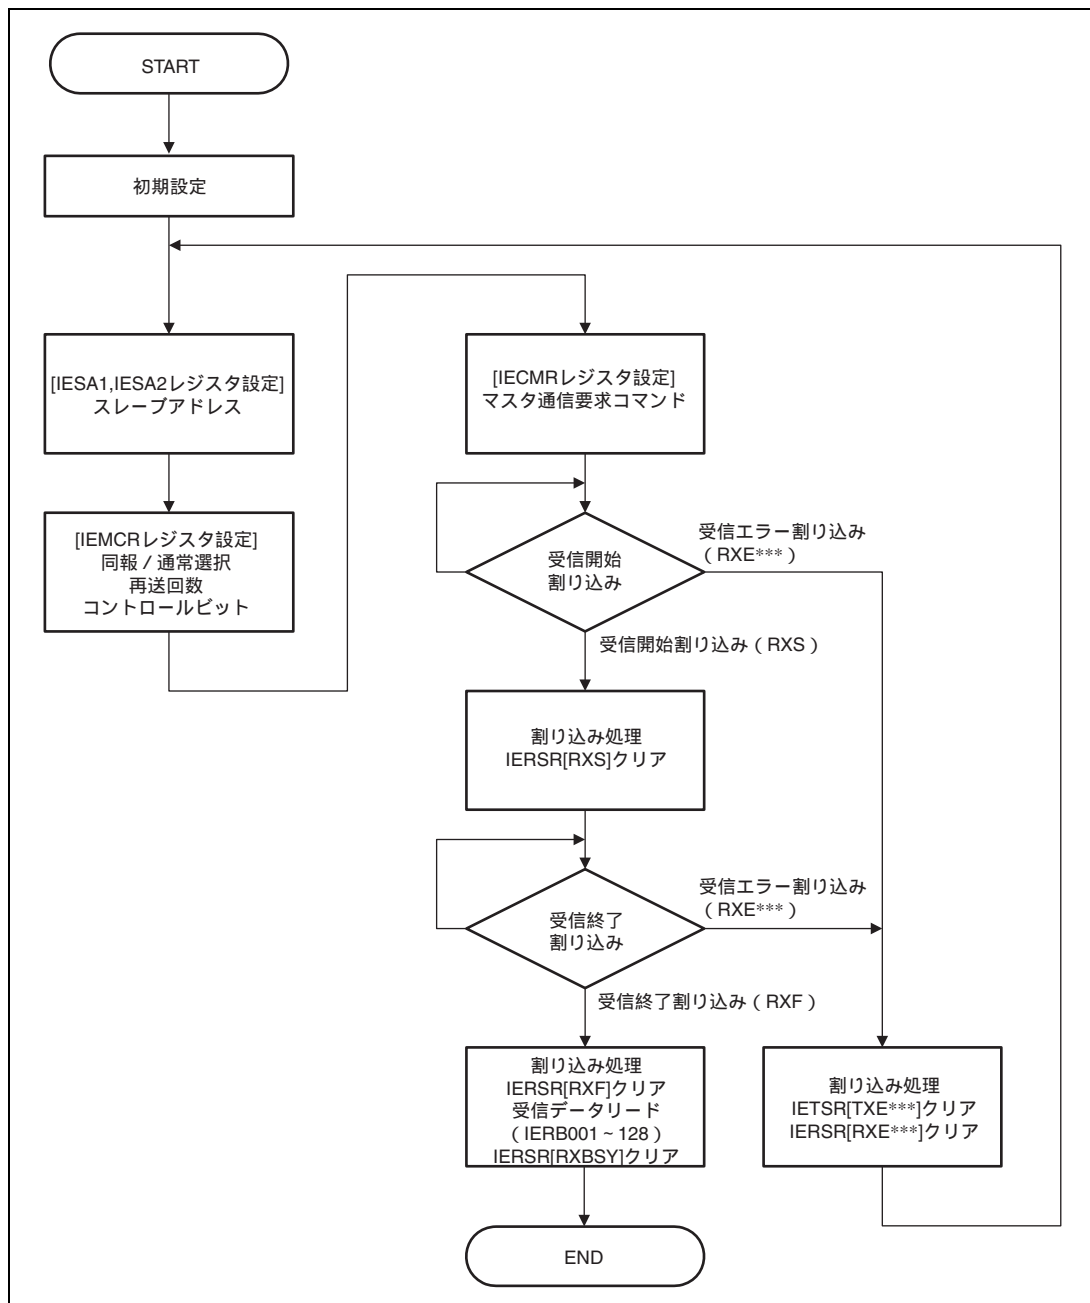 START
初期設定
[IESA1,IESA2レジスタ設定]
スレーブアドレス
[IEMCRレジスタ設定]
同報 / 通常選択
再送回数
コントロールビット
[IECMRレジスタ設定]
マスタ通信要求コマンド
受信開始
割り込み
受信エラー割り込み
( RXE*** )
受信開始割り込み ( RXS )
割り込み処理
IERSR[RXS]クリア
受信終了
割り込み
受信エラー割り込み
( RXE*** )
受信終了割り込み ( RXF )
割り込み処理
IERSR[RXF]クリア
受信データリード
( IERB001 ~ 128 )
IERSR[RXBSY]クリア
割り込み処理
IETSR[TXE***]クリア
IERSR[RXE***]クリア
END